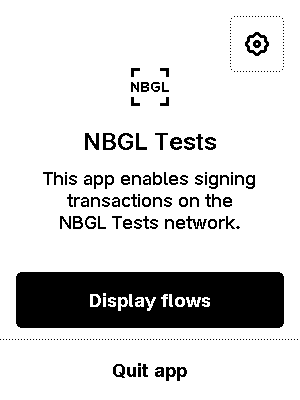 NBGL
NBGL Tests
This app enables signing
transactions on the
NBGL Tests network.
Display flows
Quit app